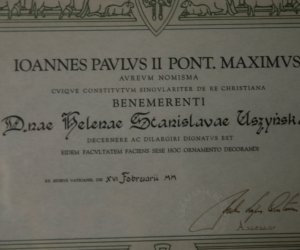 IOANNES PAVLVS II PONT. MAXIMVS
AVREVM NOMISMA
CVIQVE CONSTITVTVM SINGVLARITER DE RE CHRISTIANA
BENEMERENTI
Dnae Helenae Stanislavae Uszyńska
DECERNERE AC DILARGIRI DIGNATVS EST
EIDEM FACVLTATEM FACIENS SESE HOC ORNAMENTO DECORANDI
EX AEDIBVS VATICANIS, DIE XVI Februarii MM